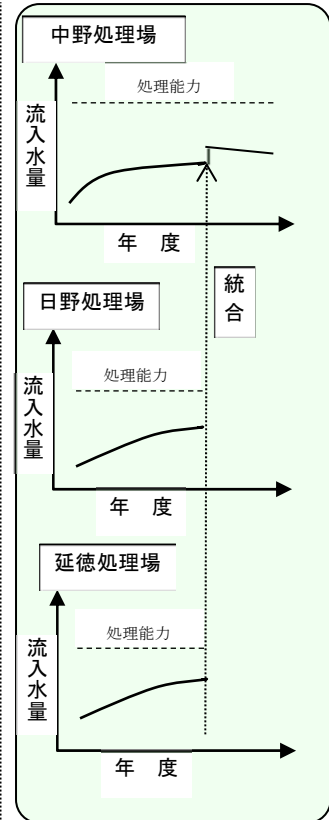 中野処理場
処理能力
流入水量
年 度
統合
日野処理場
処理能力
流入水量
年 度
延徳処理場
処理能力
流入水量
年 度